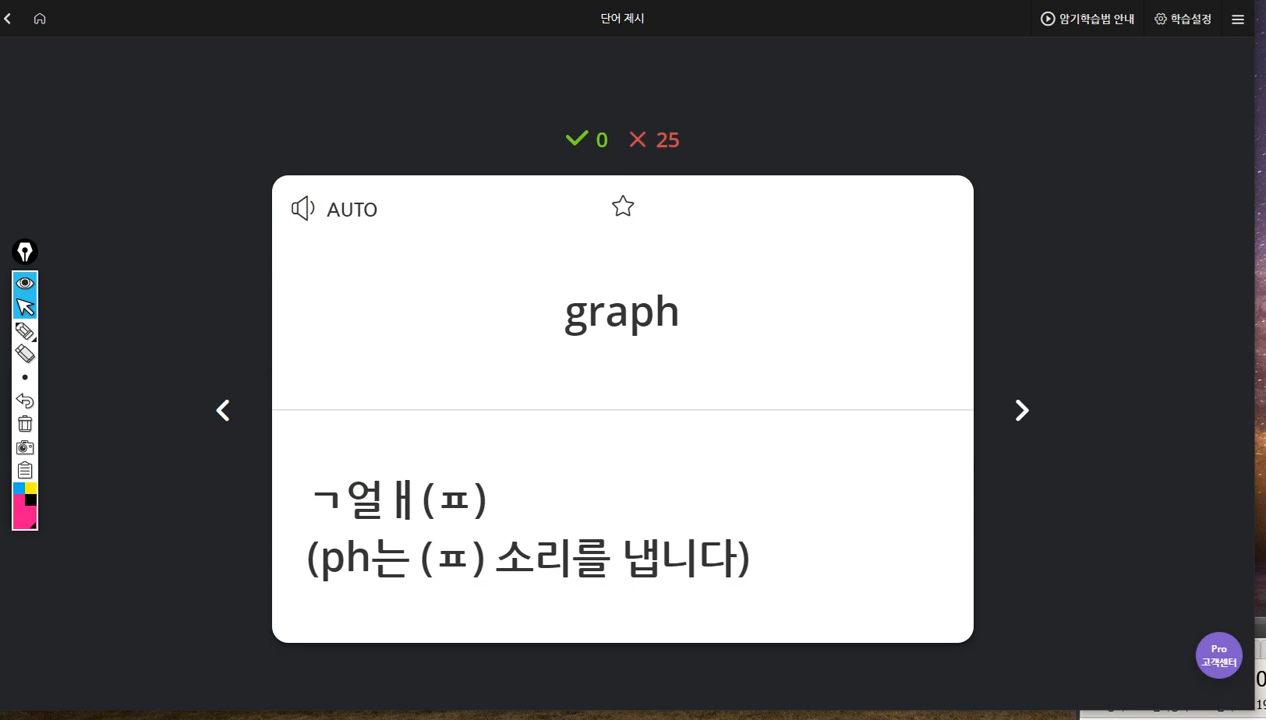 단어 제시
암기학습법 안내
학습설정
0
25
AUTO
graph
ㄱ얼ㅐ(ㅍ)
(ph는 (ㅍ) 소리를 냅니다)
Pro
고객센터